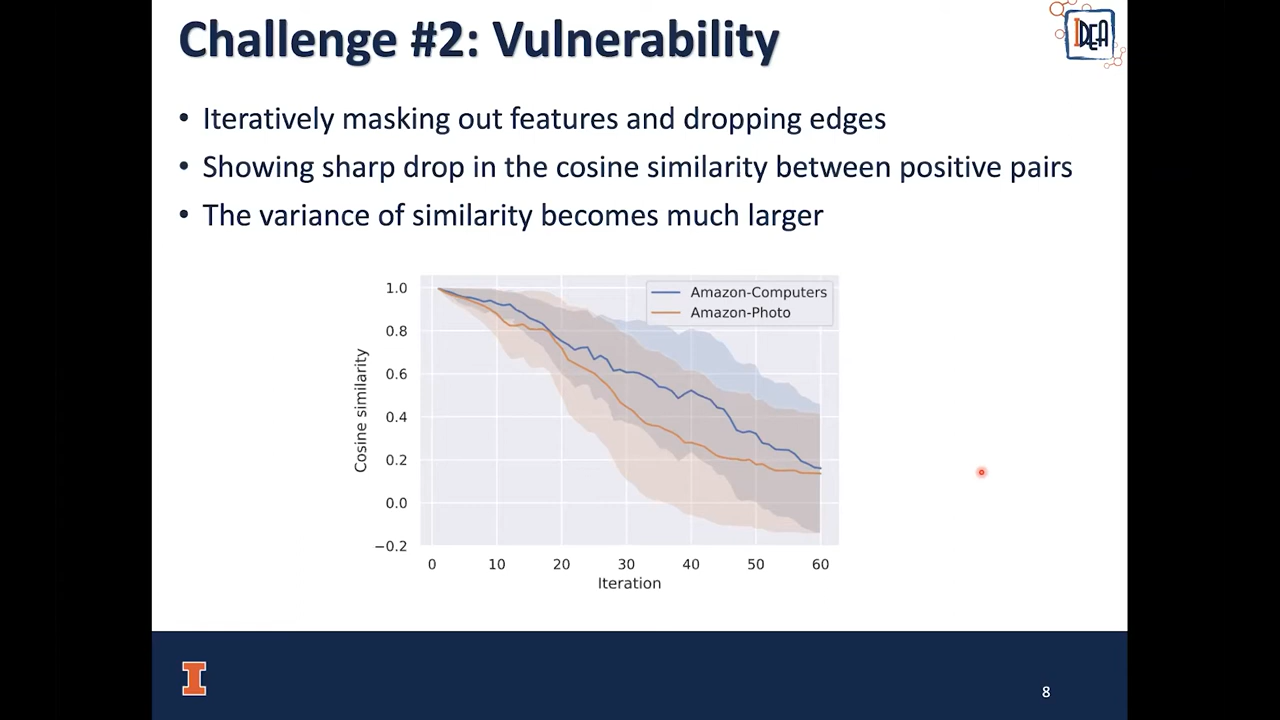 Challenge #2: Vulnerability
IDEA
• Iteratively masking out features and dropping edges
• Showing sharp drop in the cosine similarity between positive pairs
• The variance of similarity becomes much larger
Amazon-Computers
Amazon-Photo
Cosine similarity
1.0
0.8
0.6
0.4
0.2
0.0
−0.2
0 10 20 30 40 50 60
Iteration
I
8